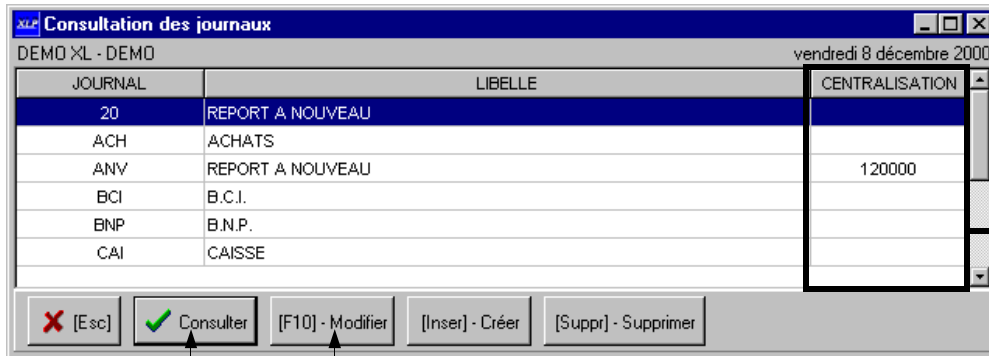 XLP Consultation des journaux
DEMO XL - DEMO vendredi 8 décembre 2000
JOURNAL LIBELLE CENTRALISATION
20 REPORT A NOUVEAU
ACH ACHATS
ANV REPORT A NOUVEAU 120000
BCI B.C.I.
BNP B.N.P.
CAI CAISSE
[Esc] Consulter [F10] - Modifier [Inser] - Créer [Suppr] - Supprimer